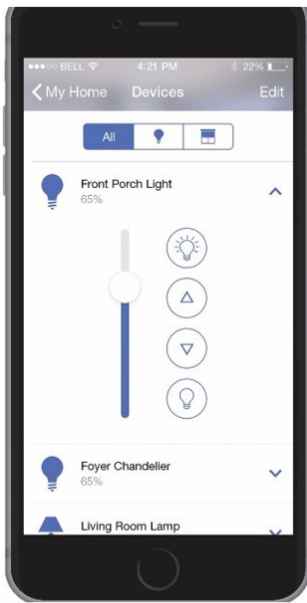 BELL 4:21 PM 22%
My Home Devices Edit
All
Front Porch Light
65%
Foyer Chandelier
65%
Living Room Lamp